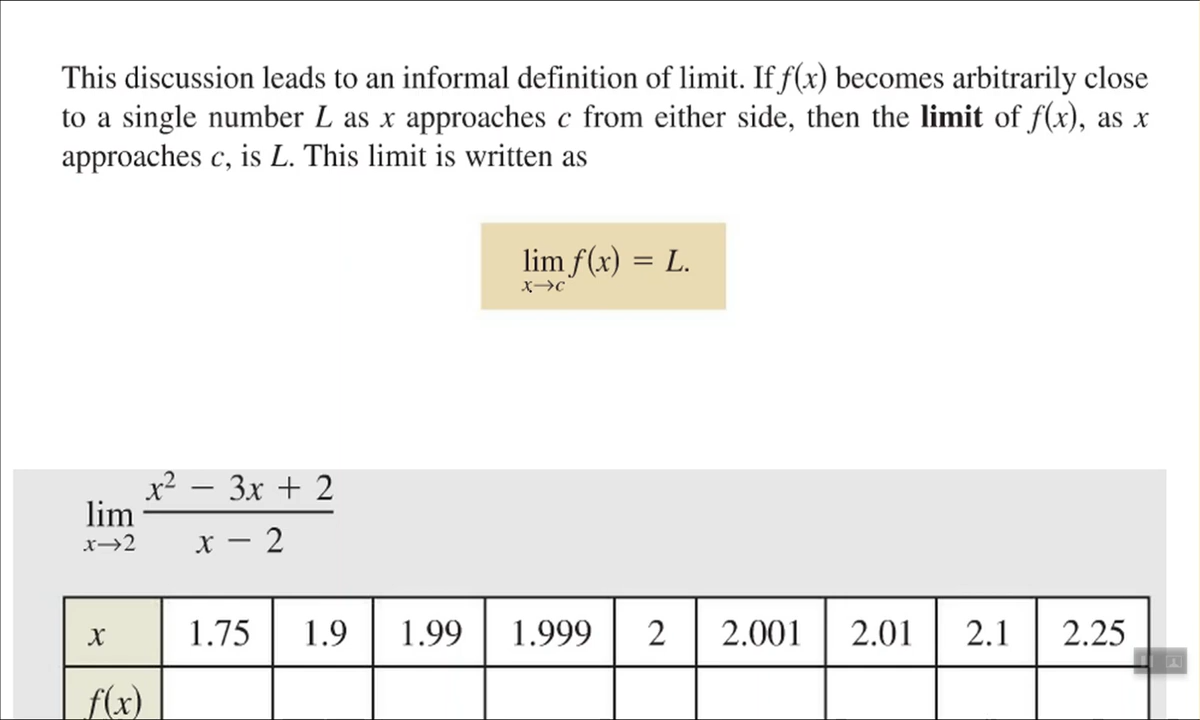 This discussion leads to an informal definition of limit. If f(x) becomes arbitrarily close
to a single number L as x approaches c from either side, then the limit of f(x), as x
approaches c, is L. This limit is written as
lim f(x) = L.
x→c
x² − 3x + 2
lim
x→2 x − 2
x 1.75 1.9 1.99 1.999 2 2.001 2.01 2.1 2.25
f(x)